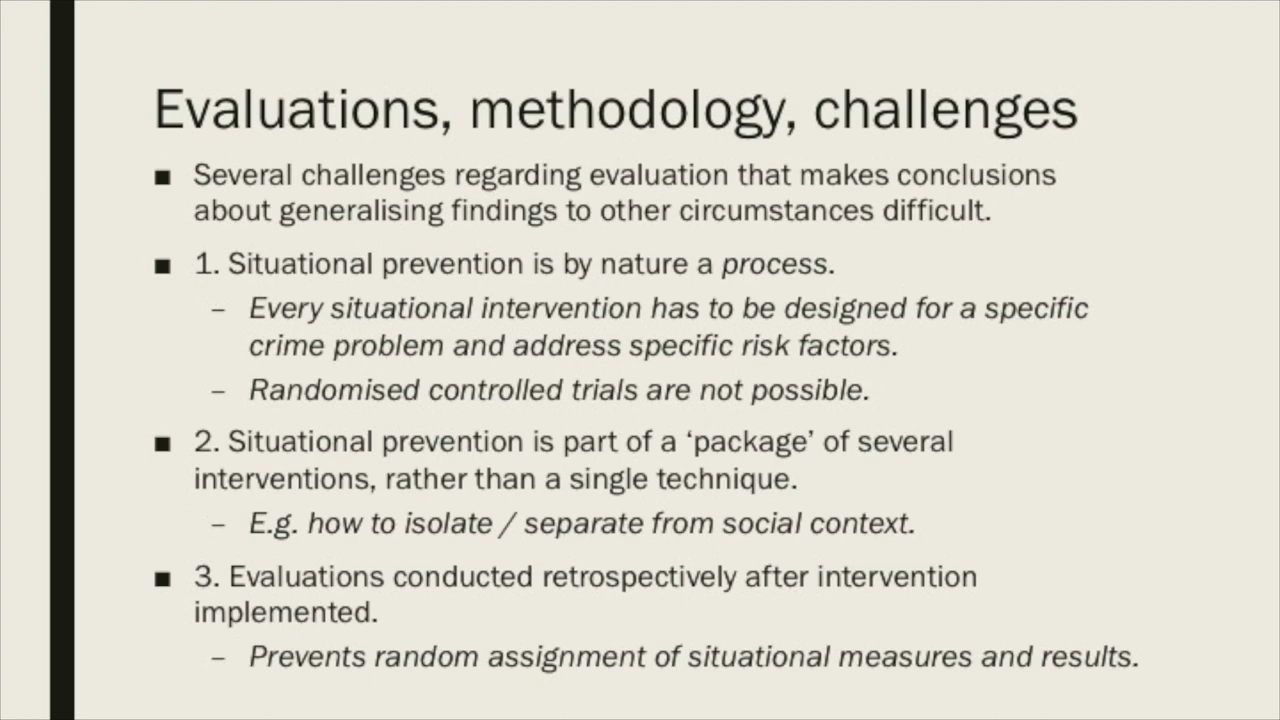 Evaluations, methodology, challenges
■ Several challenges regarding evaluation that makes conclusions
about generalising findings to other circumstances difficult.
■ 1. Situational prevention is by nature a process.
– Every situational intervention has to be designed for a specific
crime problem and address specific risk factors.
– Randomised controlled trials are not possible.
■ 2. Situational prevention is part of a ‘package’ of several
interventions, rather than a single technique.
– E.g. how to isolate / separate from social context.
■ 3. Evaluations conducted retrospectively after intervention
implemented.
– Prevents random assignment of situational measures and results.